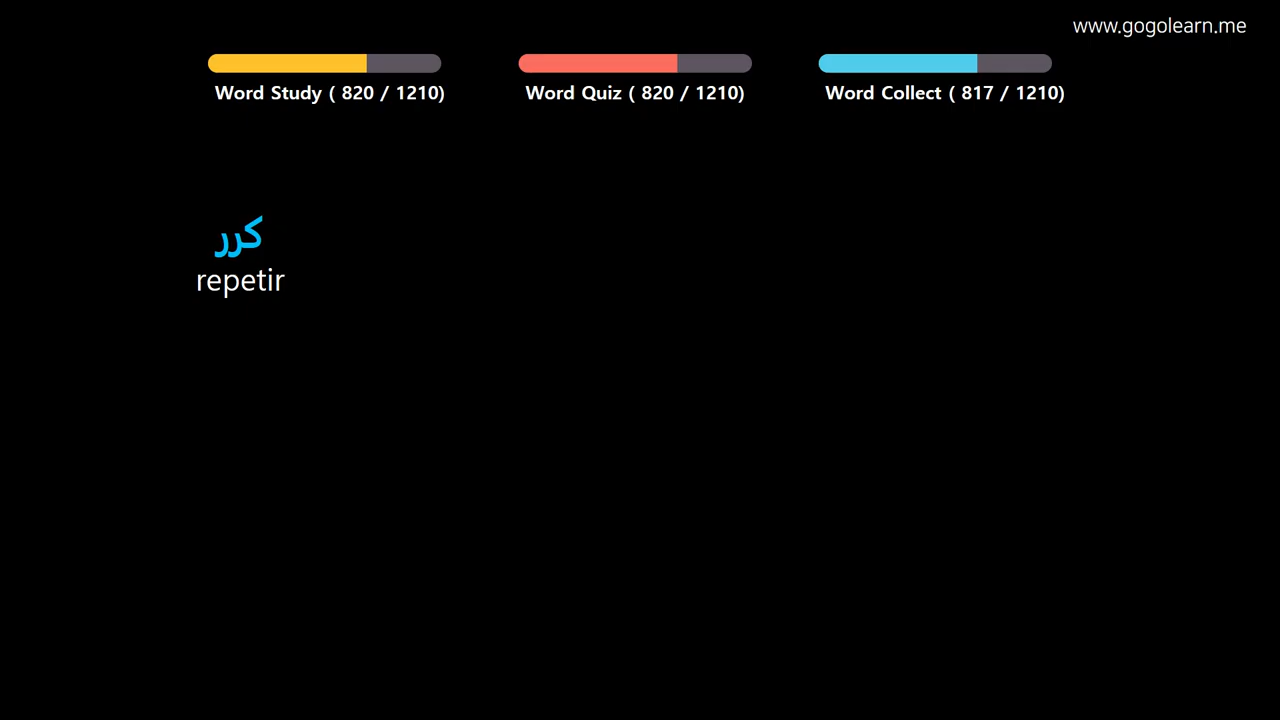 www.gogolearn.me
Word Study ( 820 / 1210)
Word Quiz ( 820 / 1210)
Word Collect ( 817 / 1210)
كرر
repetir